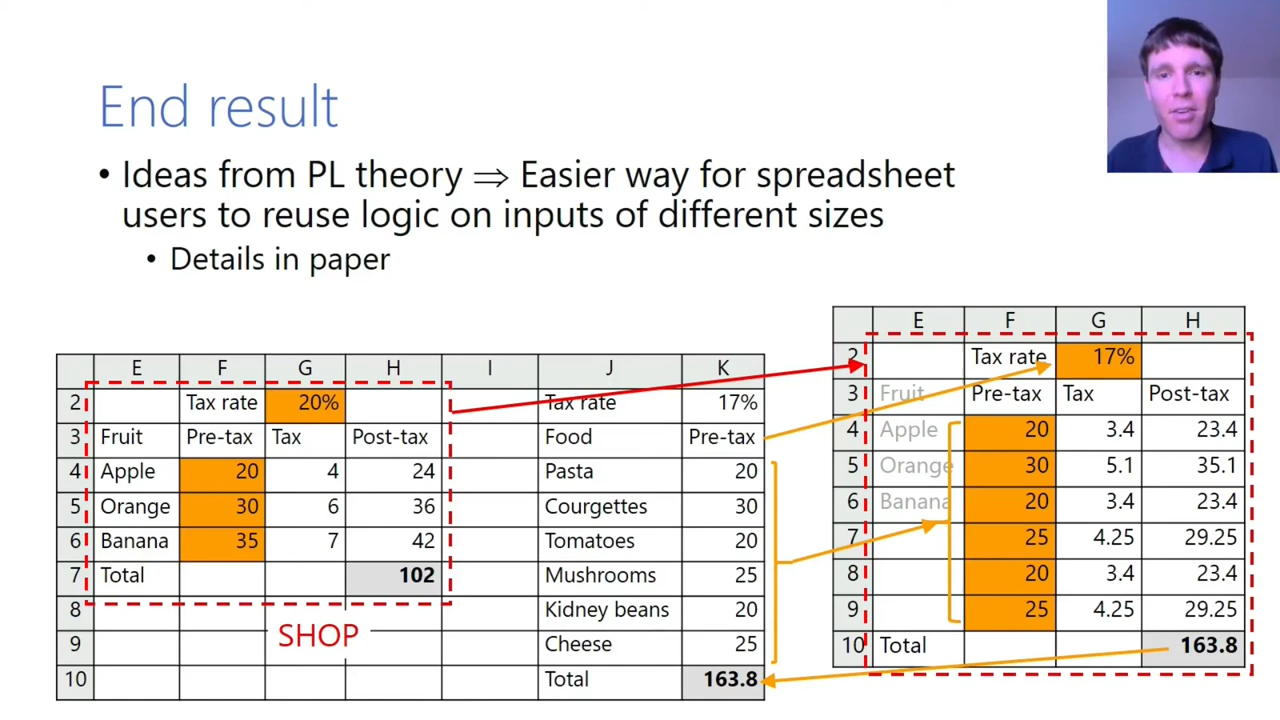 End result
• Ideas from PL theory ⇒ Easier way for spreadsheet
users to reuse logic on inputs of different sizes
• Details in paper
E F G H I J K
2 Tax rate 20% Tax rate 17%
3 Fruit Pre-tax Tax Post-tax Food Pre-tax
4 Apple 20 4 24 Pasta 20
5 Orange 30 6 36 Courgettes 30
6 Banana 35 7 42 Tomatoes 20
7 Total 102 Mushrooms 25
8 Kidney beans 20
9 Cheese 25
10 Total 163.8
SHOP
E F G H
2 Tax rate 17%
3 Fruit Pre-tax Tax Post-tax
4 Apple 20 3.4 23.4
5 Orange 30 5.1 35.1
6 Banana 20 3.4 23.4
7 25 4.25 29.25
8 20 3.4 23.4
9 25 4.25 29.25
10 Total 163.8